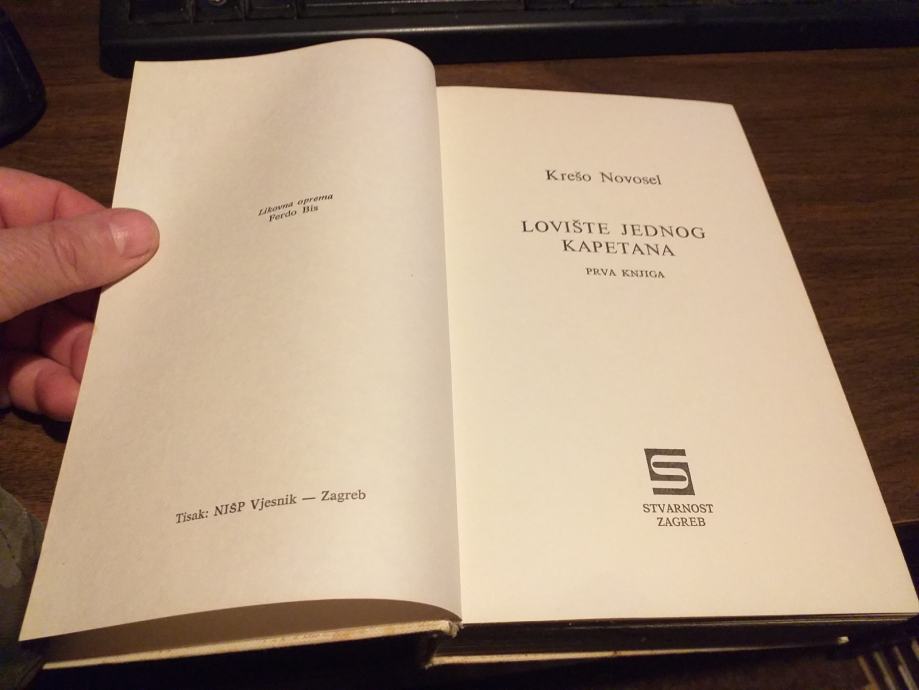 Likovna oprema
Ferdo Bis
Tisak: NIŠP Vjesnik — Zagreb
Krešo Novosel
LOVIŠTE JEDNOG
KAPETANA
PRVA KNJIGA
S
STVARNOST
ZAGREB